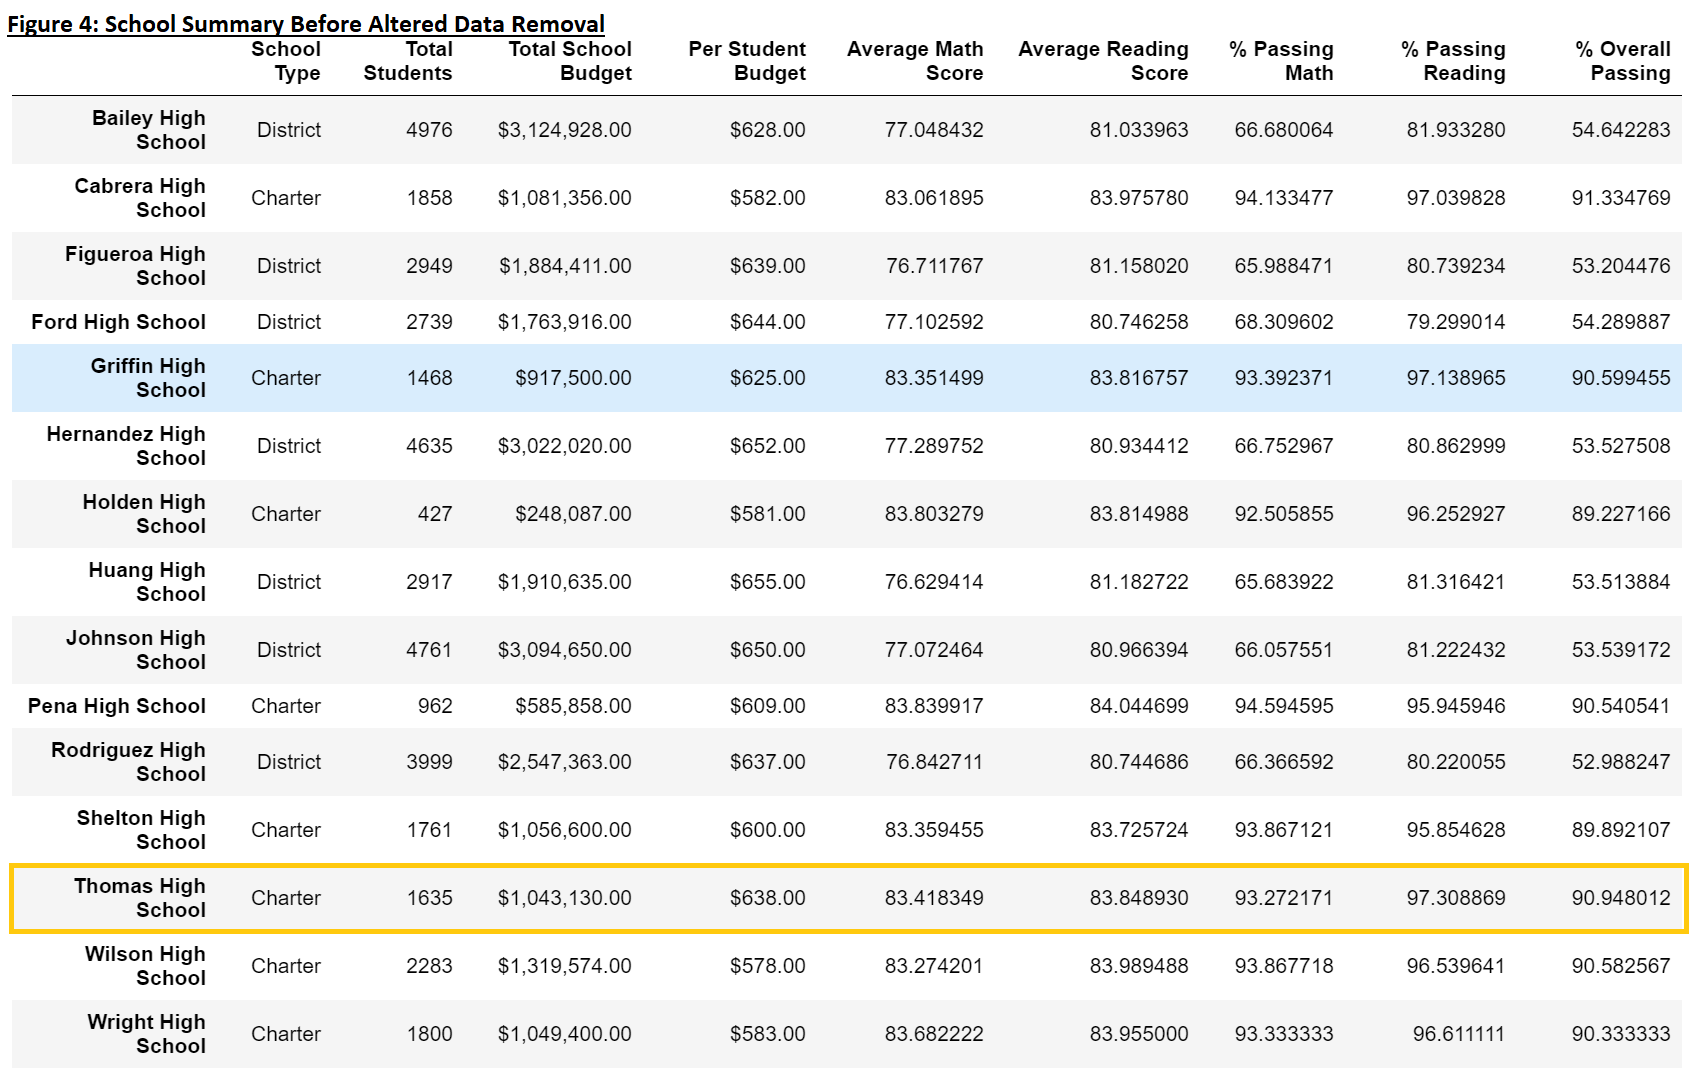 Figure 4: School Summary Before Altered Data Removal
School Type Total Students Total School Budget Per Student Budget Average Math Score Average Reading Score % Passing Math % Passing Reading % Overall Passing
Bailey High School District 4976 $3,124,928.00 $628.00 77.048432 81.033963 66.680064 81.933280 54.642283
Cabrera High School Charter 1858 $1,081,356.00 $582.00 83.061895 83.975780 94.133477 97.039828 91.334769
Figueroa High School District 2949 $1,884,411.00 $639.00 76.711767 81.158020 65.988471 80.739234 53.204476
Ford High School District 2739 $1,763,916.00 $644.00 77.102592 80.746258 68.309602 79.299014 54.289887
Griffin High School Charter 1468 $917,500.00 $625.00 83.351499 83.816757 93.392371 97.138965 90.599455
Hernandez High School District 4635 $3,022,020.00 $652.00 77.289752 80.934412 66.752967 80.862999 53.527508
Holden High School Charter 427 $248,087.00 $581.00 83.803279 83.814988 92.505855 96.252927 89.227166
Huang High School District 2917 $1,910,635.00 $655.00 76.629414 81.182722 65.683922 81.316421 53.513884
Johnson High School District 4761 $3,094,650.00 $650.00 77.072464 80.966394 66.057551 81.222432 53.539172
Pena High School Charter 962 $585,858.00 $609.00 83.839917 84.044699 94.594595 95.945946 90.540541
Rodriguez High School District 3999 $2,547,363.00 $637.00 76.842711 80.744686 66.366592 80.220055 52.988247
Shelton High School Charter 1761 $1,056,600.00 $600.00 83.359455 83.725724 93.867121 95.854628 89.892107
Thomas High School Charter 1635 $1,043,130.00 $638.00 83.418349 83.848930 93.272171 97.308869 90.948012
Wilson High School Charter 2283 $1,319,574.00 $578.00 83.274201 83.989488 93.867718 96.539641 90.582567
Wright High School Charter 1800 $1,049,400.00 $583.00 83.682222 83.955000 93.333333 96.611111 90.333333